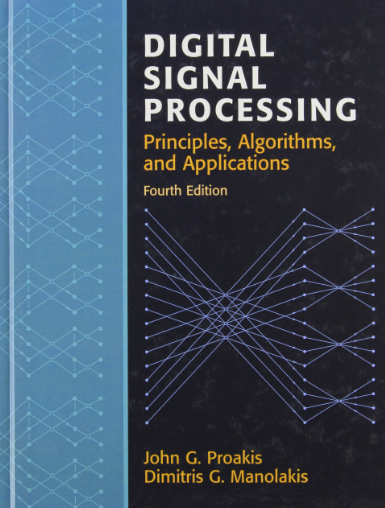 DIGITAL
SIGNAL
PROCESSING
Principles, Algorithms,
and Applications
Fourth Edition
John G. Proakis
Dimitris G. Manolakis